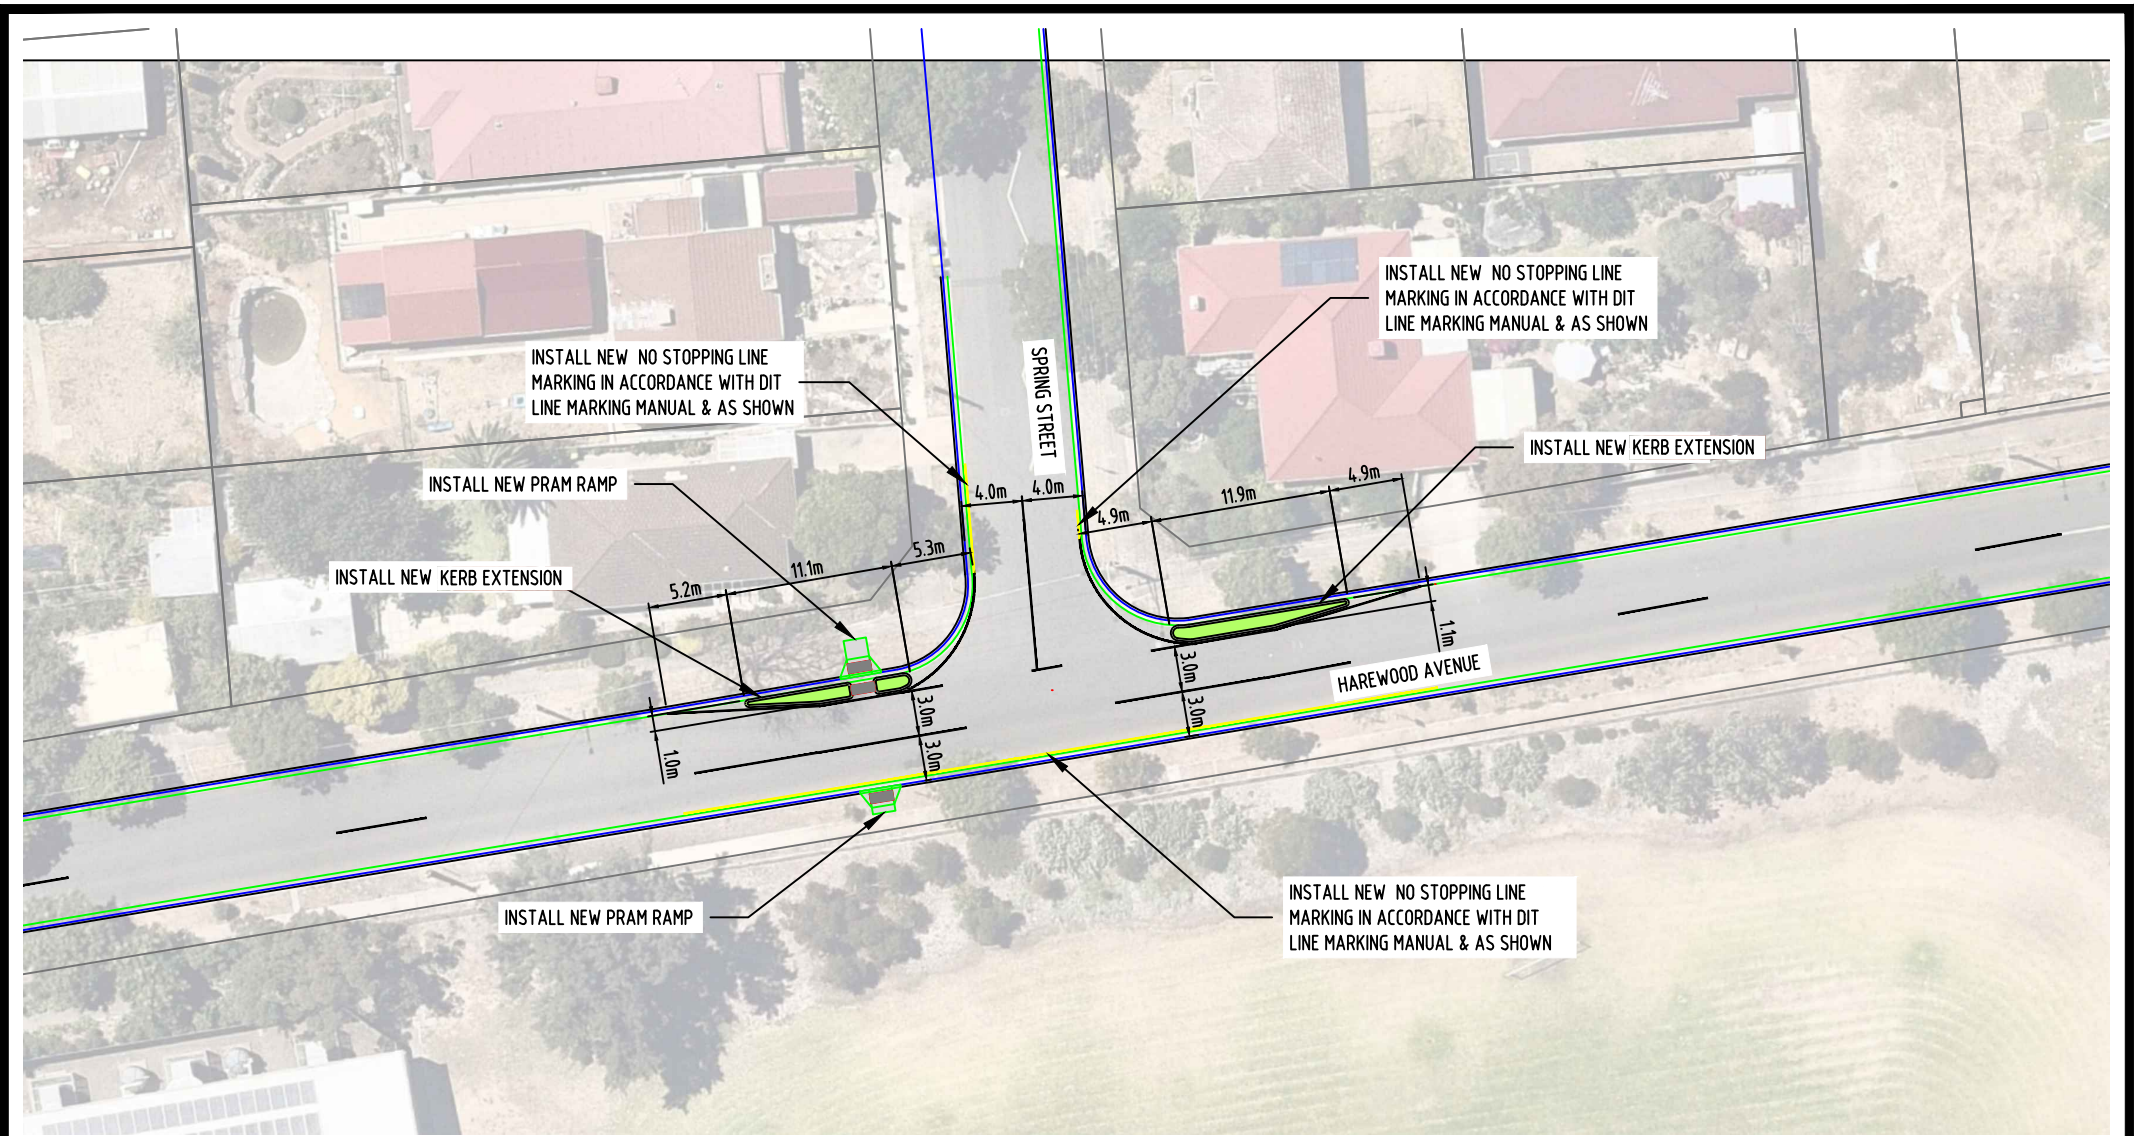 INSTALL NEW NO STOPPING LINE
MARKING IN ACCORDANCE WITH DIT
LINE MARKING MANUAL & AS SHOWN
INSTALL NEW NO STOPPING LINE
MARKING IN ACCORDANCE WITH DIT
LINE MARKING MANUAL & AS SHOWN
SPRING STREET
INSTALL NEW KERB EXTENSION
INSTALL NEW PRAM RAMP
4.0m
4.0m
4.9m
11.9m
4.9m
INSTALL NEW KERB EXTENSION
5.2m
11.1m
5.3m
1.1m
3.0m
3.0m
HAREWOOD AVENUE
3.0m
3.0m
1.0m
INSTALL NEW PRAM RAMP
INSTALL NEW NO STOPPING LINE
MARKING IN ACCORDANCE WITH DIT
LINE MARKING MANUAL & AS SHOWN